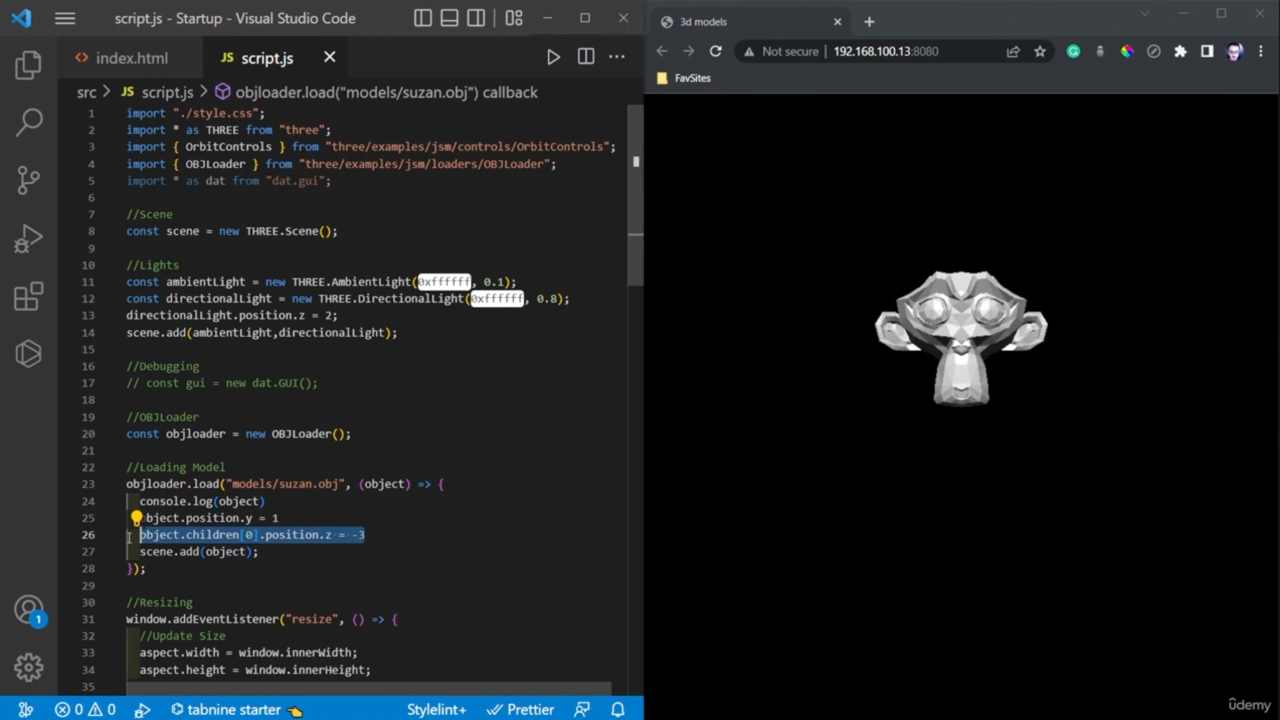 script.js - Startup - Visual Studio Code
index.html
JS script.js
src > JS script.js > objloader.load("models/suzan.obj") callback
1 import "./style.css";
2 import * as THREE from "three";
3 import { OrbitControls } from "three/examples/jsm/controls/OrbitControls";
4 import { OBJLoader } from "three/examples/jsm/loaders/OBJLoader";
5 import * as dat from "dat.gui";
6
7 //Scene
8 const scene = new THREE.Scene();
9
10 //Lights
11 const ambientLight = new THREE.AmbientLight(0xffffff, 0.1);
12 const directionalLight = new THREE.DirectionalLight(0xffffff, 0.8);
13 directionalLight.position.z = 2;
14 scene.add(ambientLight,directionalLight);
15
16 //Debugging
17 // const gui = new dat.GUI();
18
19 //OBJLoader
20 const objloader = new OBJLoader();
21
22 //Loading Model
23 objloader.load("models/suzan.obj", (object) => {
24 console.log(object)
25 bject.position.y = 1
26 object.children[0].position.z = -3
27 scene.add(object);
28 });
29
30 //Resizing
31 window.addEventListener("resize", () => {
32 //Update Size
33 aspect.width = window.innerWidth;
34 aspect.height = window.innerHeight;
35
1
0 0 tabnine starter Stylelint+ Prettier
3d models
Not secure 192.168.100.13:8080
FavSites
ûdemy